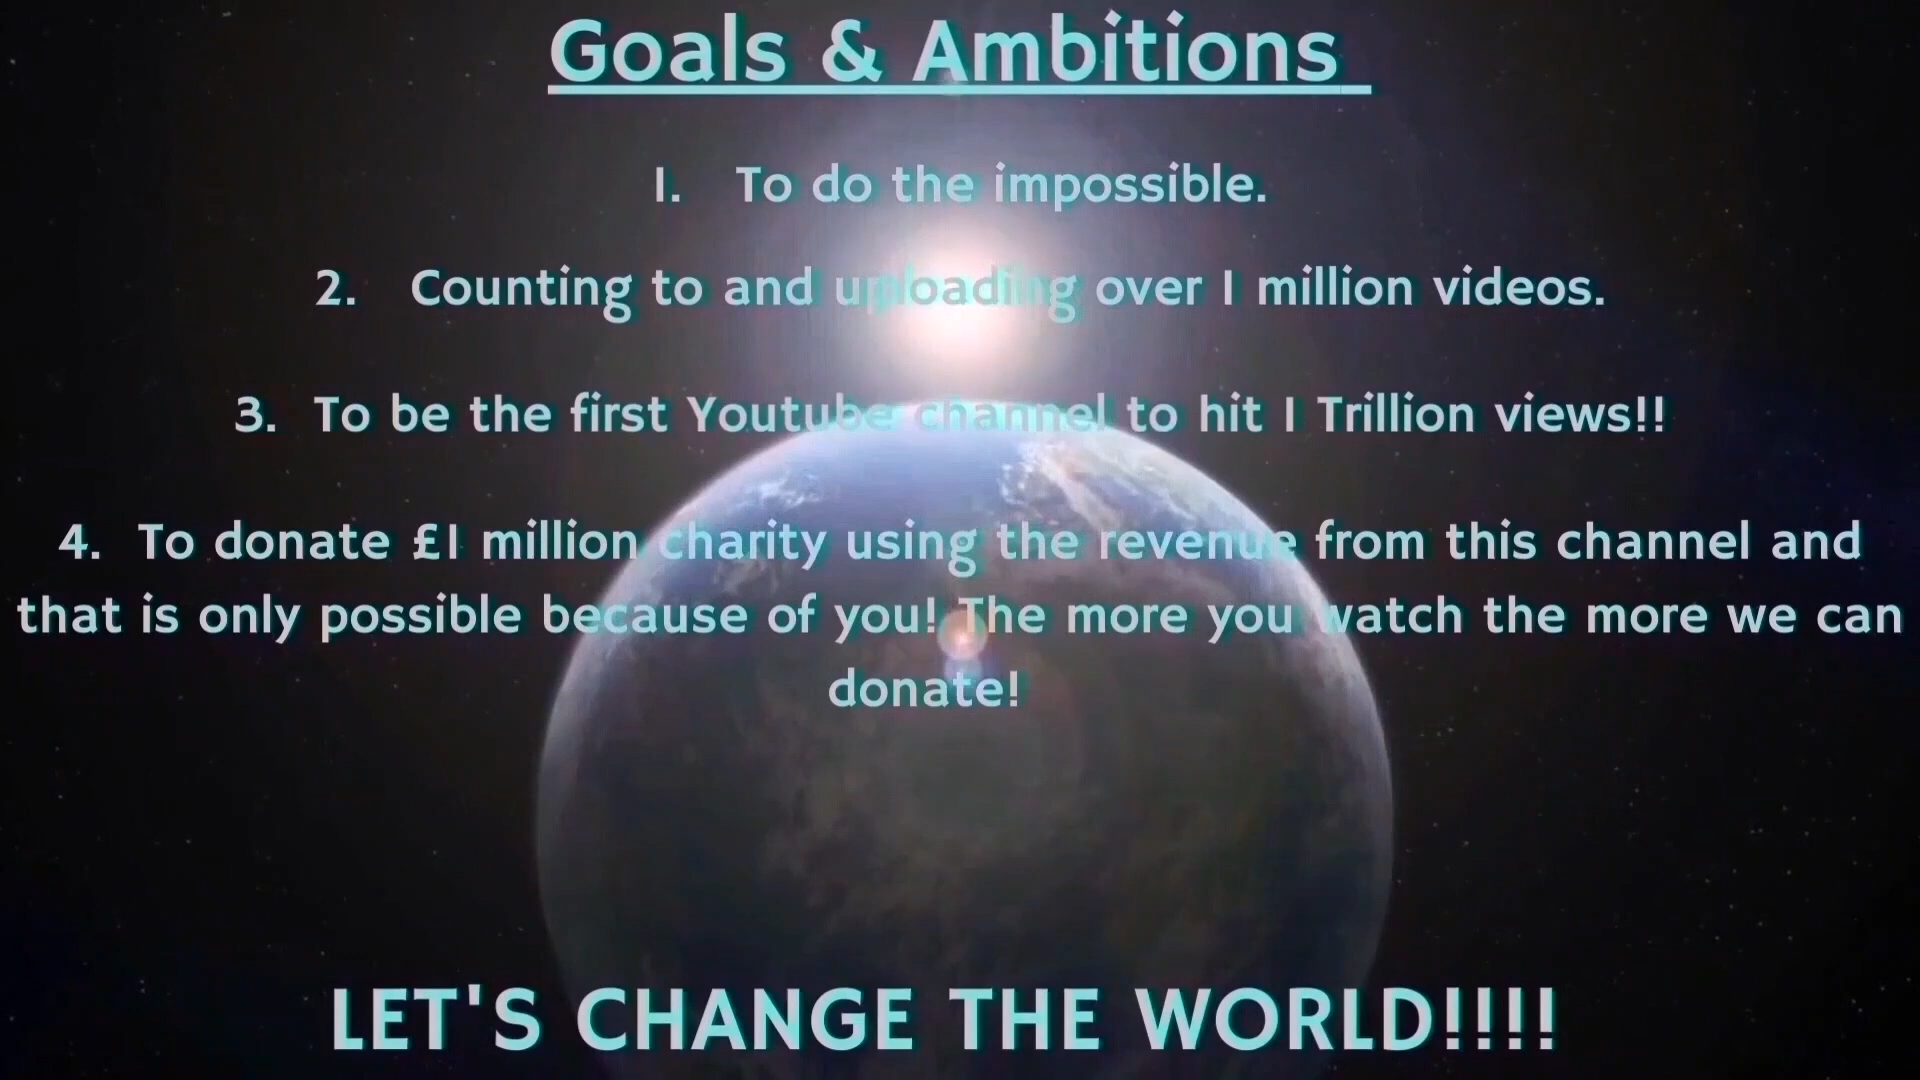 Goals & Ambitions
1. To do the impossible.
2. Counting to and uploading over 1 million videos.
3. To be the first Youtube channel to hit 1 Trillion views!!
4. To donate £1 million charity using the revenue from this channel and
that is only possible because of you! The more you watch the more we can
donate!
LET'S CHANGE THE WORLD!!!!